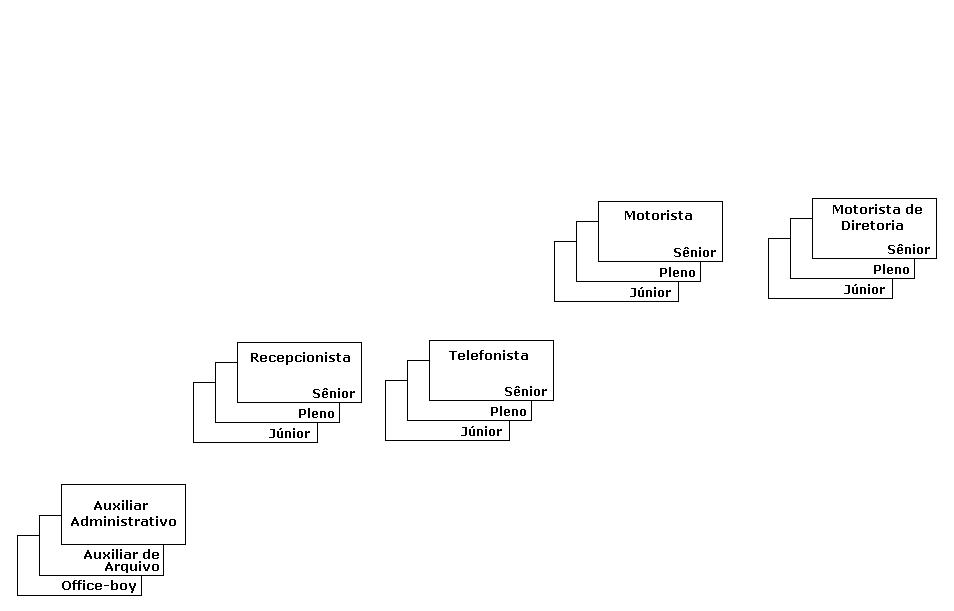 Motorista
Sênior
Pleno
Júnior
Motorista de
Diretoria
Sênior
Pleno
Júnior
Recepcionista
Sênior
Pleno
Júnior
Telefonista
Sênior
Pleno
Júnior
Auxiliar
Administrativo
Auxiliar de
Arquivo
Office-boy